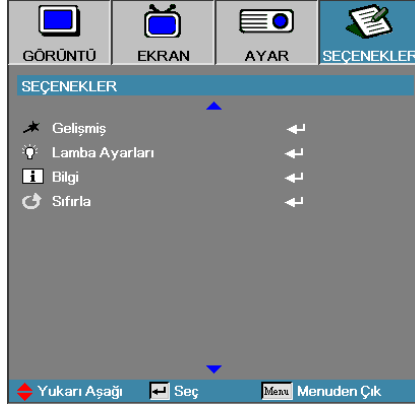 GÖRÜNTÜ EKRAN AYAR SEÇENEKLER
SEÇENEKLER
Gelişmiş
Lamba Ayarları
Bilgi
Sıfırla
Yukarı Aşağı Seç Menu Menuden Çık